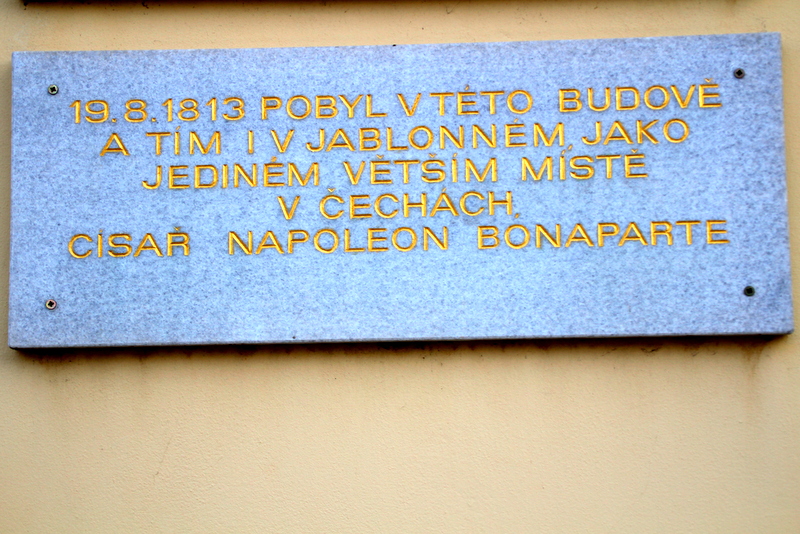 19.8.1813 POBYL V TÉTO BUDOVĚ
A TÍM I V JABLONNÉM, JAKO
JEDINÉM VĚTŠÍM MÍSTĚ
V ČECHÁCH,
CÍSAŘ NAPOLEON BONAPARTE